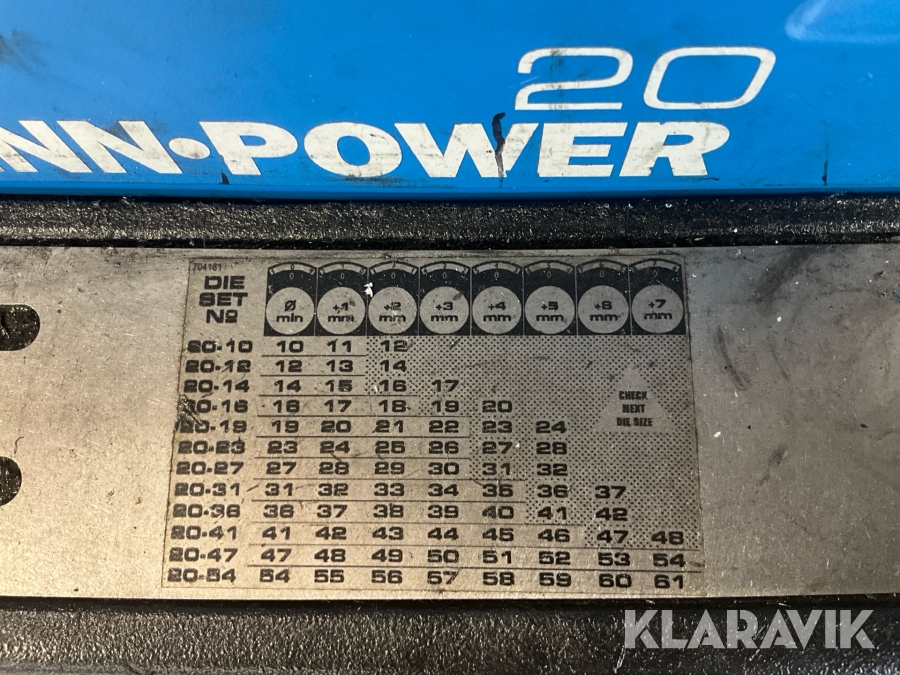 20
NN·POWER
704161
DIE SET Nº
Ø min +1 mm +2 mm +3 mm +4 mm +5 mm +6 mm +7 mm
20-10 10 11 12
20-12 12 13 14
20-14 14 15 16 17
20-16 16 17 18 19 20
20-19 19 20 21 22 23 24
20-23 23 24 25 26 27 28
20-27 27 28 29 30 31 32
20-31 31 32 33 34 35 36 37
20-36 36 37 38 39 40 41 42
20-41 41 42 43 44 45 46 47 48
20-47 47 48 49 50 51 52 53 54
20-54 54 55 56 57 58 59 60 61
CHECK
NEXT
DIE SIZE
KLARAVIK